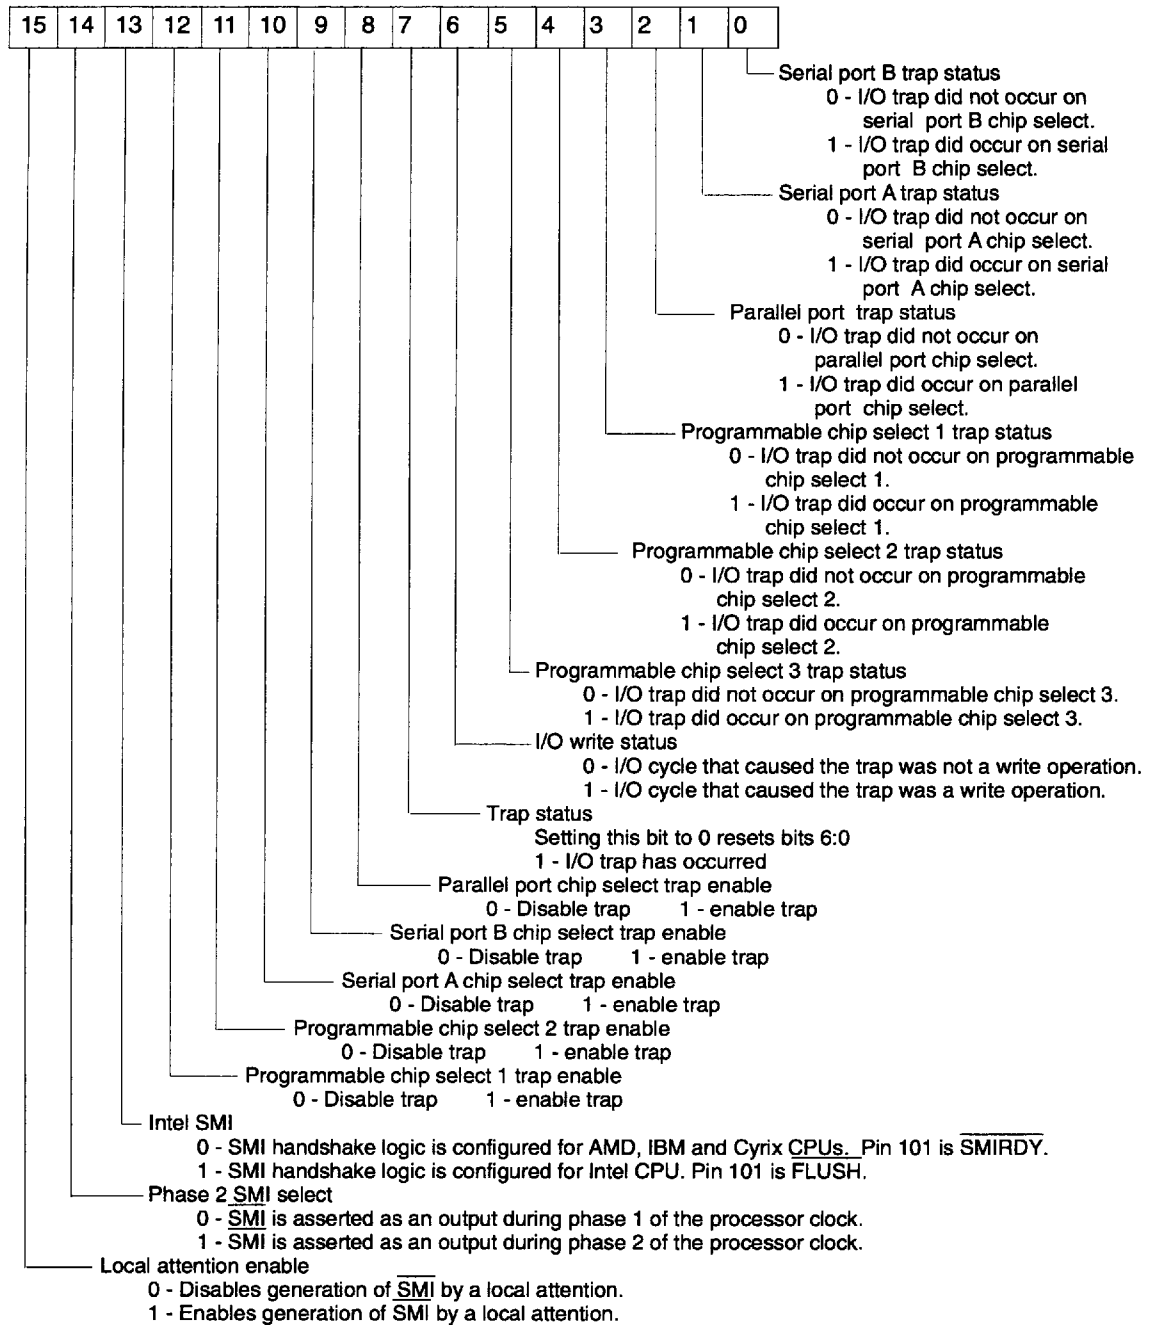 15 14 13 12 11 10 9 8 7 6 5 4 3 2 1 0
Serial port B trap status
0 - I/O trap did not occur on
serial port B chip select.
1 - I/O trap did occur on serial
port B chip select.
Serial port A trap status
0 - I/O trap did not occur on
serial port A chip select.
1 - I/O trap did occur on serial
port A chip select.
Parallel port trap status
0 - I/O trap did not occur on
parallel port chip select.
1 - I/O trap did occur on parallel
port chip select.
Programmable chip select 1 trap status
0 - I/O trap did not occur on programmable
chip select 1.
1 - I/O trap did occur on programmable
chip select 1.
Programmable chip select 2 trap status
0 - I/O trap did not occur on programmable
chip select 2.
1 - I/O trap did occur on programmable
chip select 2.
Programmable chip select 3 trap status
0 - I/O trap did not occur on programmable chip select 3.
1 - I/O trap did occur on programmable chip select 3.
I/O write status
0 - I/O cycle that caused the trap was not a write operation.
1 - I/O cycle that caused the trap was a write operation.
Trap status
Setting this bit to 0 resets bits 6:0
1 - I/O trap has occurred
Parallel port chip select trap enable
0 - Disable trap 1 - enable trap
Serial port B chip select trap enable
0 - Disable trap 1 - enable trap
Serial port A chip select trap enable
0 - Disable trap 1 - enable trap
Programmable chip select 2 trap enable
0 - Disable trap 1 - enable trap
Programmable chip select 1 trap enable
0 - Disable trap 1 - enable trap
Intel SMI
0 - SMI handshake logic is configured for AMD, IBM and Cyrix CPUs. Pin 101 is SMIRDY.
1 - SMI handshake logic is configured for Intel CPU. Pin 101 is FLUSH.
Phase 2 SMI select
0 - SMI is asserted as an output during phase 1 of the processor clock.
1 - SMI is asserted as an output during phase 2 of the processor clock.
Local attention enable
0 - Disables generation of SMI by a local attention.
1 - Enables generation of SMI by a local attention.